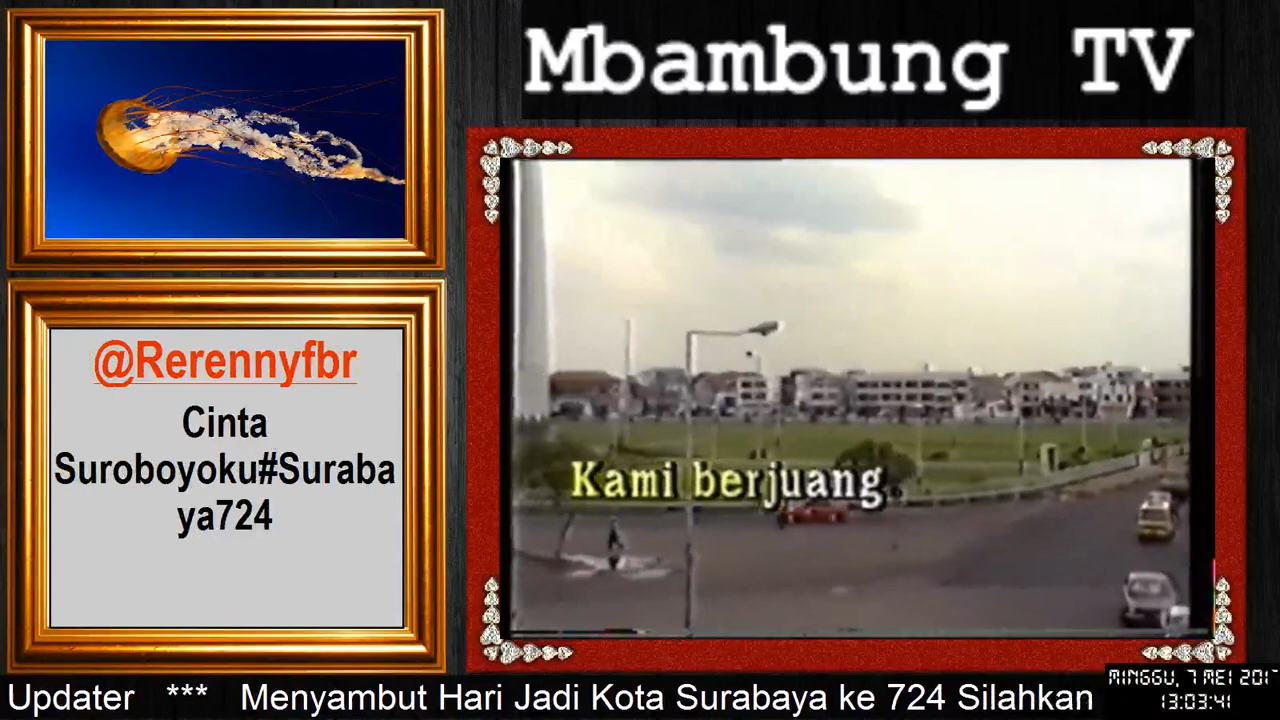 Mbambung TV
@Rerennyfbr
Cinta
Suroboyoku#Suraba
ya724
Kami berjuang
Updater *** Menyambut Hari Jadi Kota Surabaya ke 724 Silahkan
MINGGU, 7 MEI 2017
13:03:41